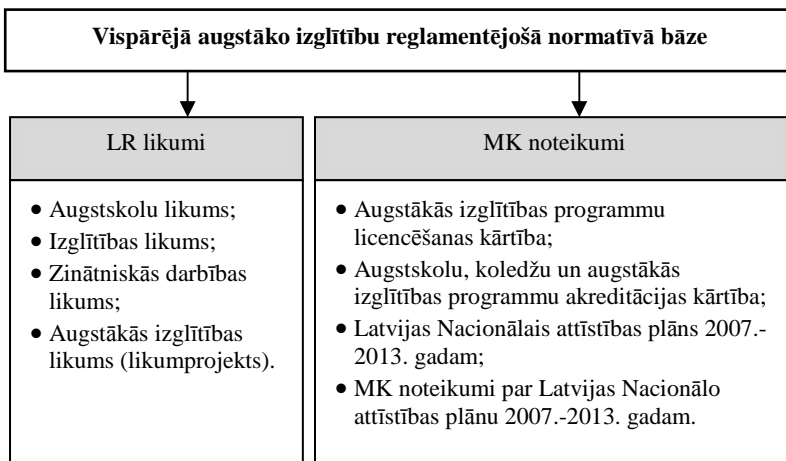 Vispārējā augstāko izglītību reglamentējošā normatīvā bāze
LR likumi
• Augstskolu likums;
• Izglītības likums;
• Zinātniskās darbības
likums;
• Augstākās izglītības
likums (likumprojekts).
MK noteikumi
• Augstākās izglītības programmu
licencēšanas kārtība;
• Augstskolu, koledžu un augstākās
izglītības programmu akreditācijas kārtība;
• Latvijas Nacionālais attīstības plāns 2007.-
2013. gadam;
• MK noteikumi par Latvijas Nacionālo
attīstības plānu 2007.-2013. gadam.